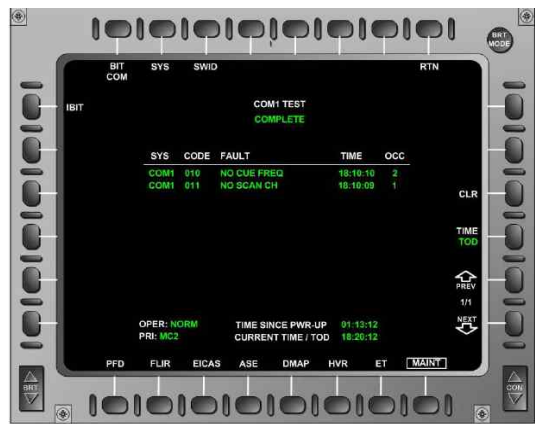 BRT MODE
BIT COM SYS SWID RTN
IBIT
COM1 TEST
COMPLETE
SYS CODE FAULT TIME OCC
COM1 010 NO CUE FREQ 18:10:10 2
COM1 011 NO SCAN CH 18:10:09 1
CLR
TIME
TOD
PREV
1/1
NEXT
OPER: NORM TIME SINCE PWR-UP 01:13:12
PRI: MC2 CURRENT TIME / TOD 18:20:12
PFD FLIR EICAS ASE DMAP HVR ET MAINT
BRT CON